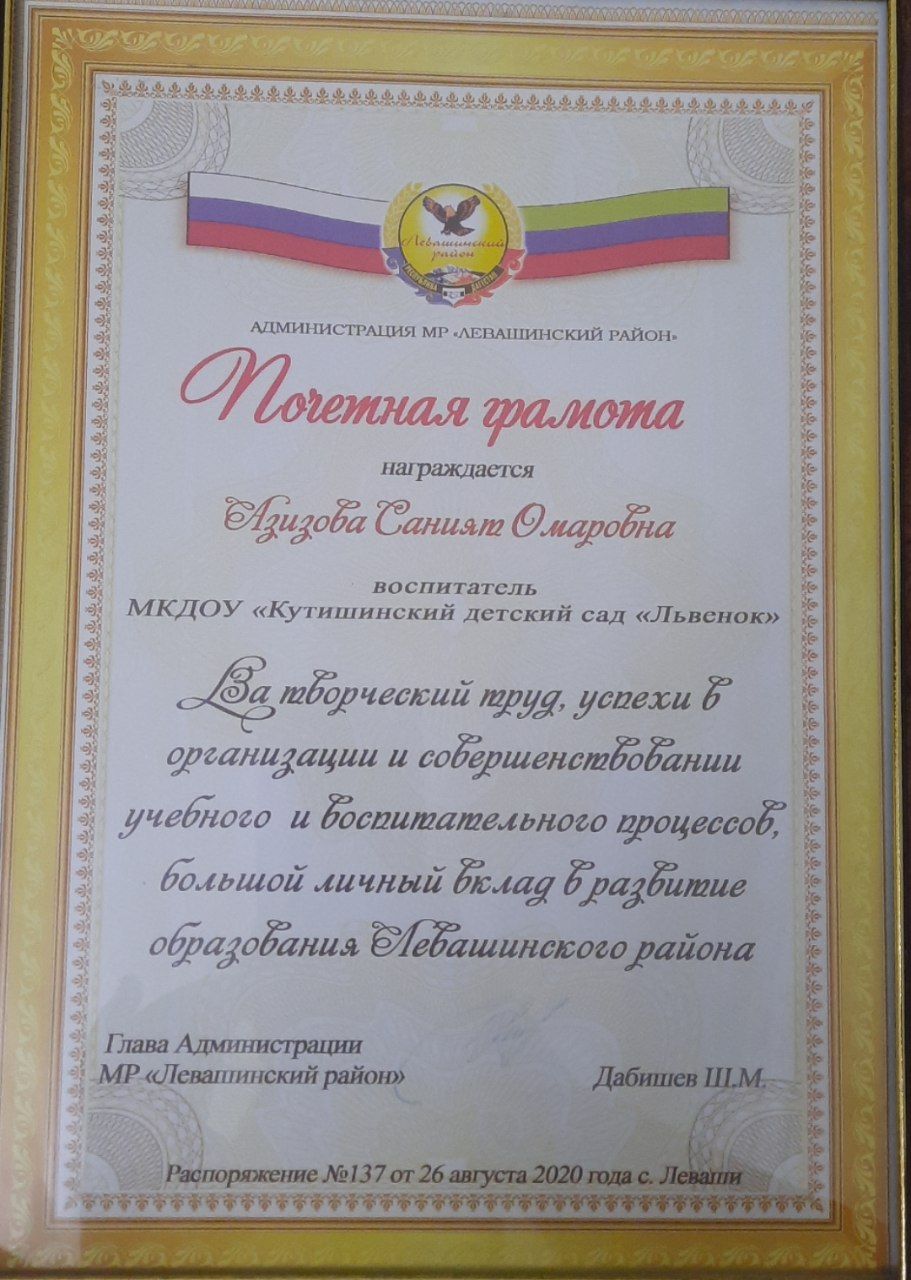 Левашинский
район
РЕСПУБЛИКА ДАГЕСТАН
АДМИНИСТРАЦИЯ МР «ЛЕВАШИНСКИЙ РАЙОН»
Почетная грамота
награждается
Азизова Саният Омаровна
воспитатель
МКДОУ «Кутишинский детский сад «Львенок»
За творческий труд, успехи в
организации и совершенствовании
учебного и воспитательного процессов,
большой личный вклад в развитие
образования Левашинского района
Глава Администрации
МР «Левашинский район»
Дабишев Ш.М.
Распоряжение №137 от 26 августа 2020 года с. Леваши